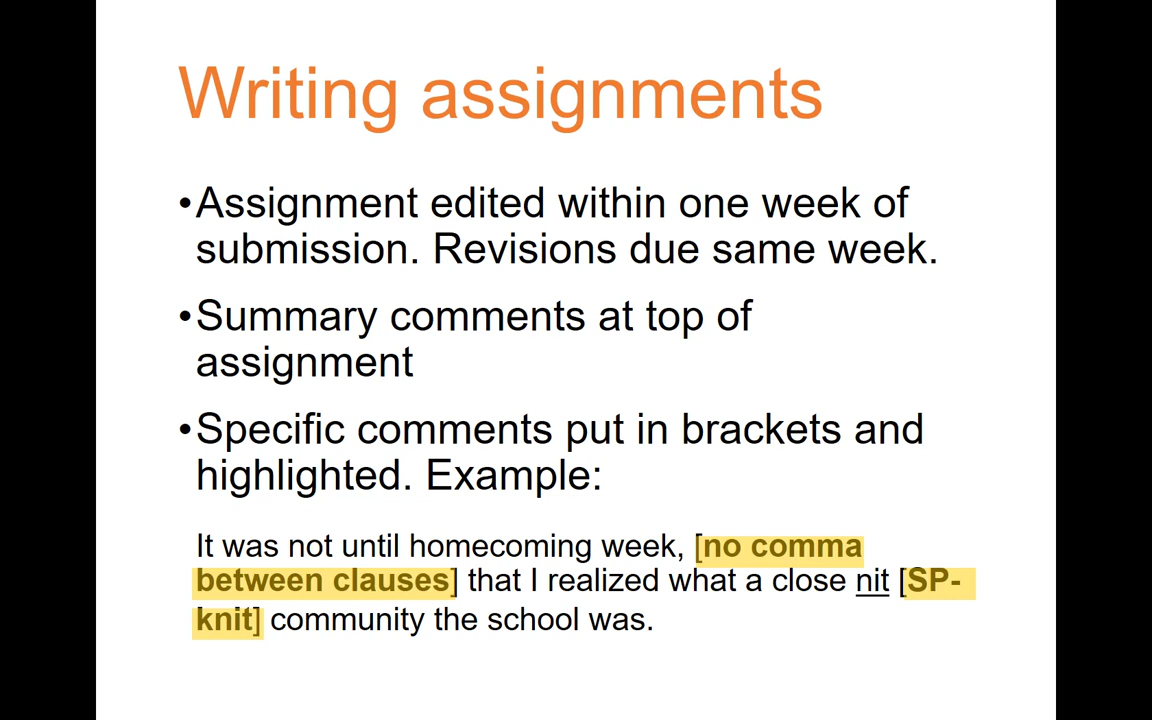 Writing assignments
•Assignment edited within one week of
submission. Revisions due same week.
•Summary comments at top of
assignment
•Specific comments put in brackets and
highlighted. Example:
It was not until homecoming week, [no comma
between clauses] that I realized what a close nit [SP-
knit] community the school was.